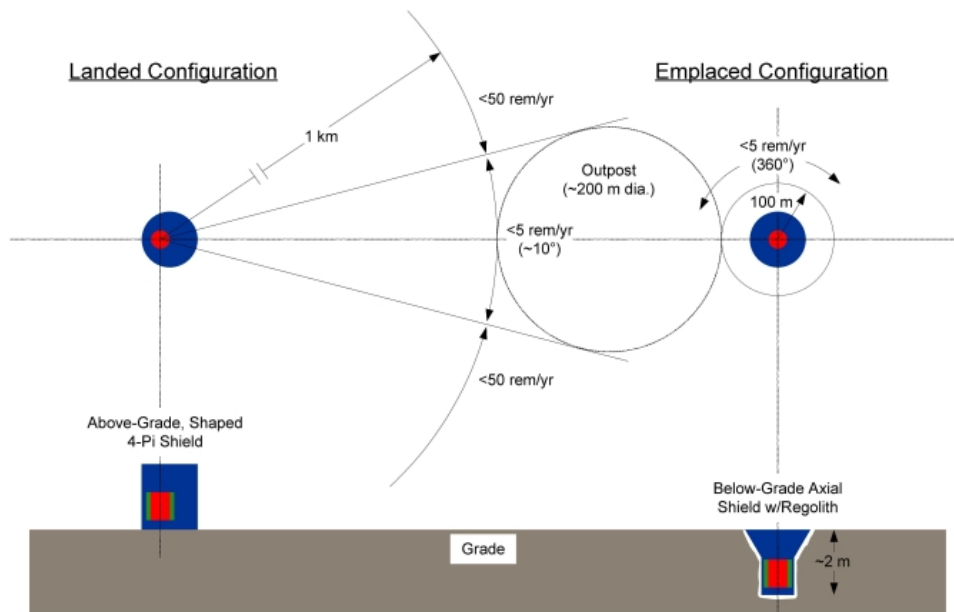 Landed Configuration
Emplaced Configuration
<50 rem/yr
1 km
<5 rem/yr
(360°)
Outpost
(~200 m dia.)
100 m
<5 rem/yr
(~10°)
<50 rem/yr
Above-Grade, Shaped
4-Pi Shield
Below-Grade Axial
Shield w/Regolith
Grade
~2 m